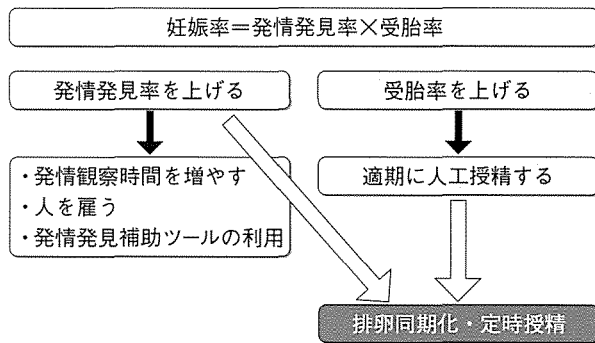 妊娠率＝発情発見率×受胎率
発情発見率を上げる
受胎率を上げる
・発情観察時間を増やす
・人を雇う
・発情発見補助ツールの利用
適期に人工授精する
排卵同期化・定時授精